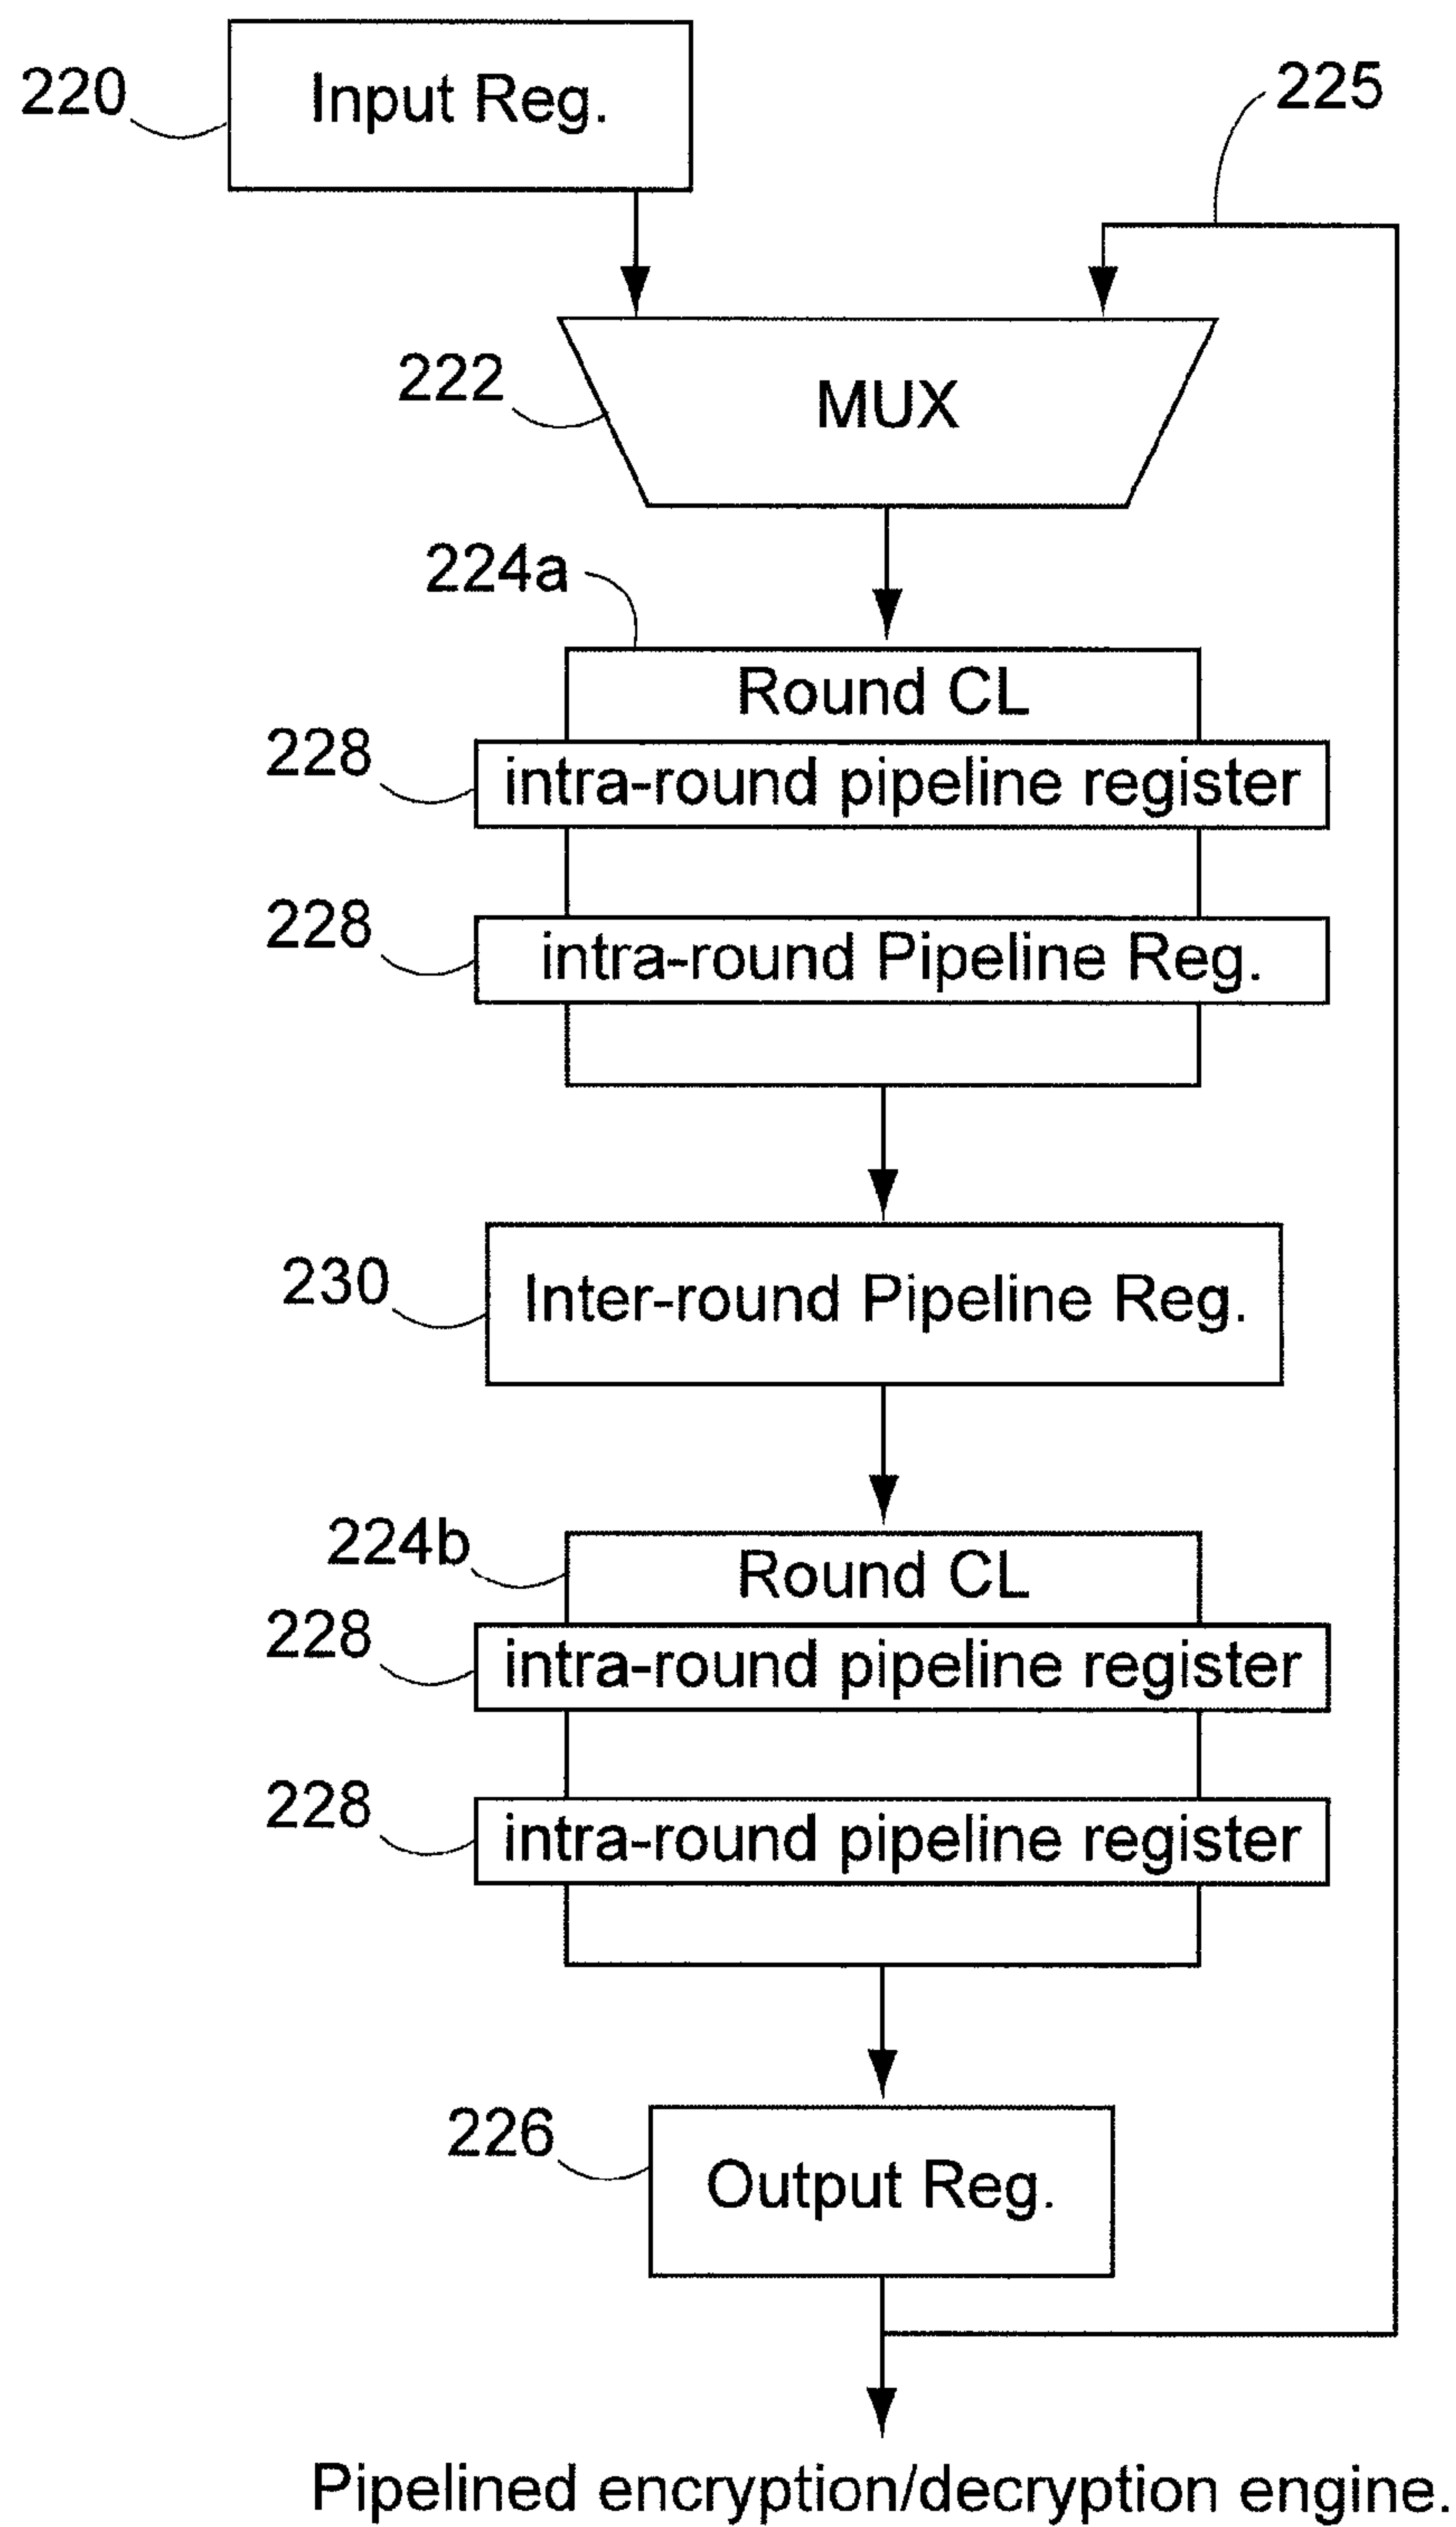 220
Input Reg.
225
222
MUX
224a
Round CL
228
intra-round pipeline register
228
intra-round Pipeline Reg.
230
Inter-round Pipeline Reg.
224b
Round CL
228
intra-round pipeline register
228
intra-round pipeline register
226
Output Reg.
Pipelined encryption/decryption engine.